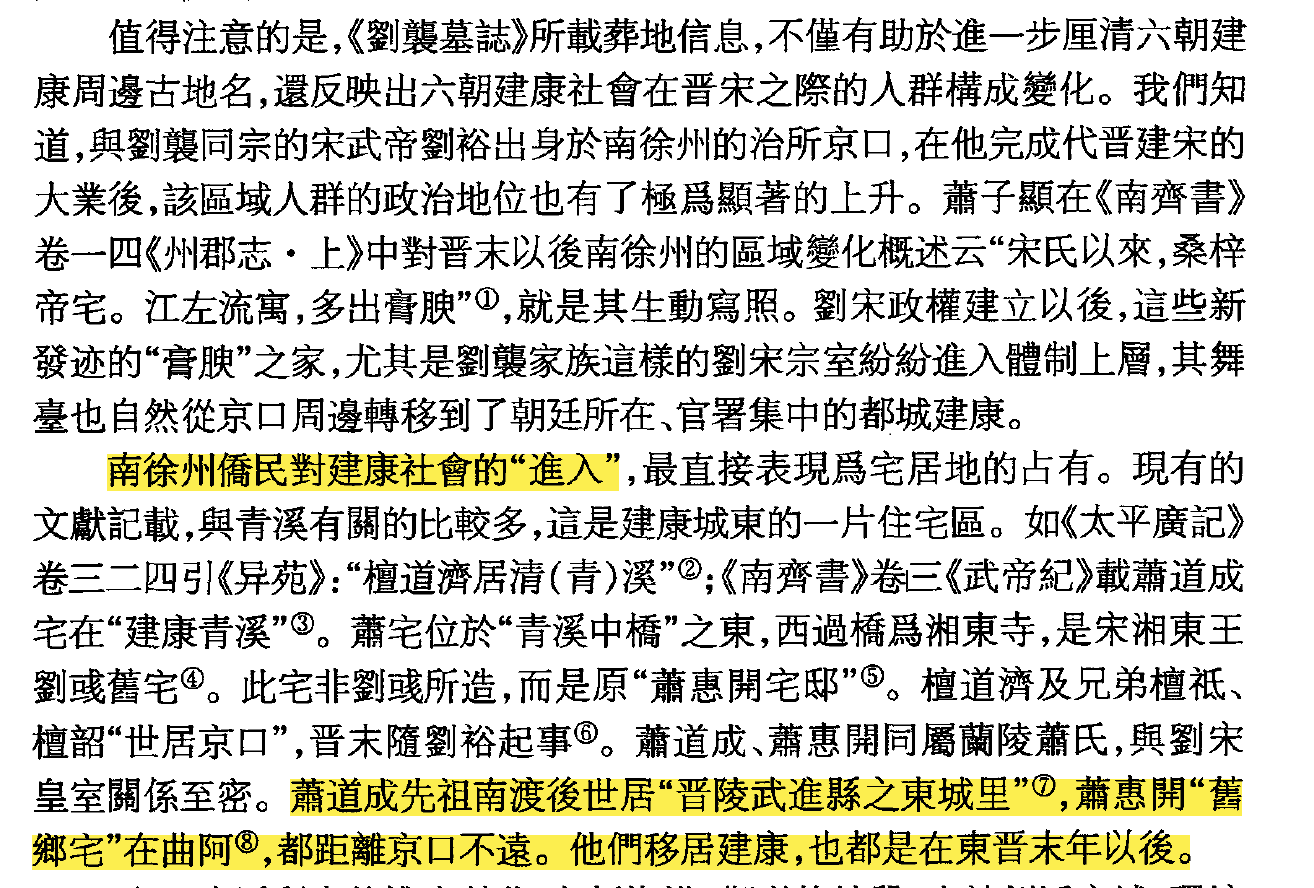 值得注意的是，《劉襲墓誌》所載葬地信息，不僅有助於進一步厘清六朝建
康周邊古地名，還反映出六朝建康社會在晋宋之際的人群構成變化。我們知
道，與劉襲同宗的宋武帝劉裕出身於南徐州的治所京口，在他完成代晋建宋的
大業後，該區域人群的政治地位也有了極爲顯著的上升。蕭子顯在《南齊書》
卷一四《州郡志·上》中對晋末以後南徐州的區域變化概述云“宋氏以來，桑梓
帝宅。江左流寓，多出膏腴”①，就是其生動寫照。劉宋政權建立以後，這些新
發迹的“膏腴”之家，尤其是劉襲家族這樣的劉宋宗室紛紛進入體制上層，其舞
臺也自然從京口周邊轉移到了朝廷所在、官署集中的都城建康。
南徐州僑民對建康社會的“進入”，最直接表現爲宅居地的占有。現有的
文獻記載，與青溪有關的比較多，這是建康城東的一片住宅區。如《太平廣記》
卷三二四引《异苑》：“檀道濟居清(青)溪”②；《南齊書》卷三《武帝紀》載蕭道成
宅在“建康青溪”③。蕭宅位於“青溪中橋”之東，西過橋爲湘東寺，是宋湘東王
劉彧舊宅④。此宅非劉彧所造，而是原“蕭惠開宅邸”⑤。檀道濟及兄弟檀祗、
檀韶“世居京口”，晋末隨劉裕起事⑥。蕭道成、蕭惠開同屬蘭陵蕭氏，與劉宋
皇室關係至密。蕭道成先祖南渡後世居“晋陵武進縣之東城里”⑦，蕭惠開“舊
鄉宅”在曲阿⑧，都距離京口不遠。他們移居建康，也都是在東晋末年以後。